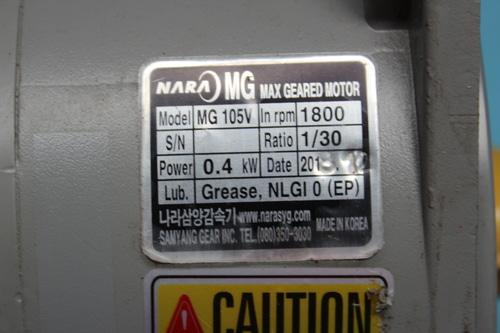 NARA MG MAX GEARED MOTOR
Model MG 105V In rpm 1800
S/N Ratio 1/30
Power 0.4 kW Date
Lub. Grease, NLGI 0 (EP)
나라삼양감속기 www.narasyg.com
SAMYANG GEAR INC. TEL.(080)350-3030 MADE IN KOREA
CAUTION